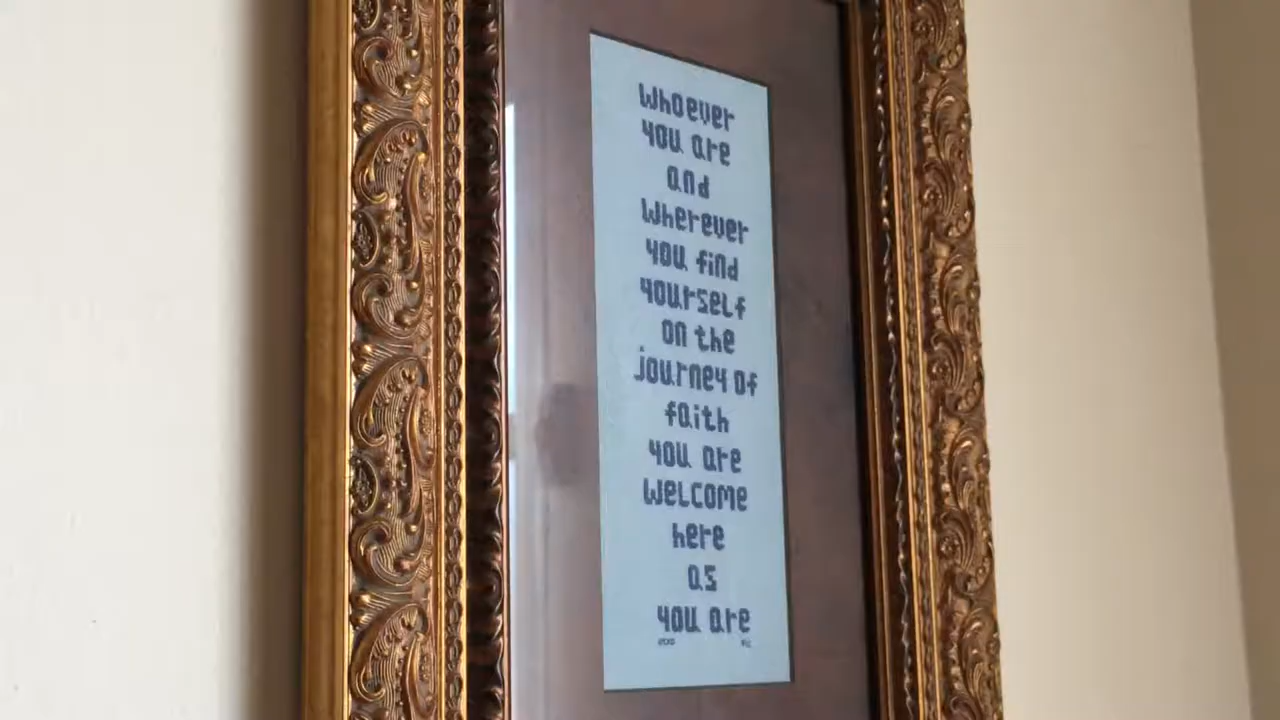 Whoever
you are
and
Wherever
you find
yourself
on the
journey of
faith
you are
Welcome
here
as
you are